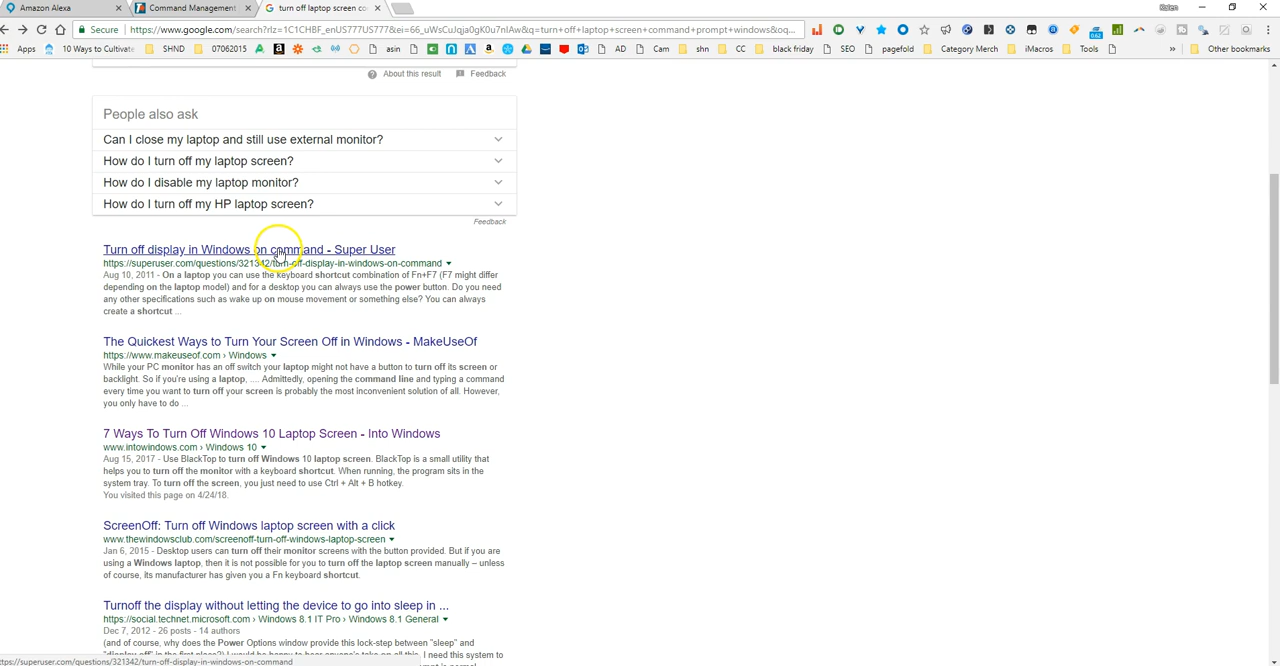 Amazon Alexa
Command Management
turn off laptop screen co
Secure
https://www.google.com/search?rlz=1C1CHBF_enUS777US777&ei=66_uWsCuJqja0gK0u7nIAw&q=turn+off+laptop+screen+command+prompt+windows&oq...
Apps
10 Ways to Cultivate
SHND
07062015
asin
AD
Cam
shn
CC
black friday
SEO
pagefold
Category Merch
iMacros
Tools
»
Other bookmarks
About this result
Feedback
People also ask
Can I close my laptop and still use external monitor?
How do I turn off my laptop screen?
How do I disable my laptop monitor?
How do I turn off my HP laptop screen?
Feedback
Turn off display in Windows on command - Super User
https://superuser.com/questions/321342/turn-off-display-in-windows-on-command
Aug 10, 2011 - On a laptop you can use the keyboard shortcut combination of Fn+F7 (F7 might differ
depending on the laptop model) and for a desktop you can always use the power button. Do you need
any other specifications such as wake up on mouse movement or something else? You can always
create a shortcut ...
The Quickest Ways to Turn Your Screen Off in Windows - MakeUseOf
https://www.makeuseof.com › Windows
While your PC monitor has an off switch your laptop might not have a button to turn off its screen or
backlight. So if you're using a laptop, .... Admittedly, opening the command line and typing a command
every time you want to turn off your screen is probably the most inconvenient solution of all. However,
you only have to do ...
7 Ways To Turn Off Windows 10 Laptop Screen - Into Windows
www.intowindows.com › Windows 10
Aug 15, 2017 - Use BlackTop to turn off Windows 10 laptop screen. BlackTop is a small utility that
helps you to turn off the monitor with a keyboard shortcut. When running, the program sits in the
system tray. To turn off the screen, you just need to use Ctrl + Alt + B hotkey.
You visited this page on 4/24/18.
ScreenOff: Turn off Windows laptop screen with a click
www.thewindowsclub.com/screenoff-turn-off-windows-laptop-screen
Jan 6, 2015 - Desktop users can turn off their monitor screens with the button provided. But if you are
using a Windows laptop, then it is not possible for you to turn off the laptop screen manually – unless
of course, its manufacturer has given you a Fn keyboard shortcut.
Turnoff the display without letting the device to go into sleep in ...
https://social.technet.microsoft.com › Windows 8.1 IT Pro › Windows 8.1 General
Dec 7, 2012 - 26 posts - 14 authors
(and of course, why does the Power Options window provide this lock-step between "sleep" and
I need this system to
ttps://superuser.com/questions/321342/turn-off-display-in-windows-on-command